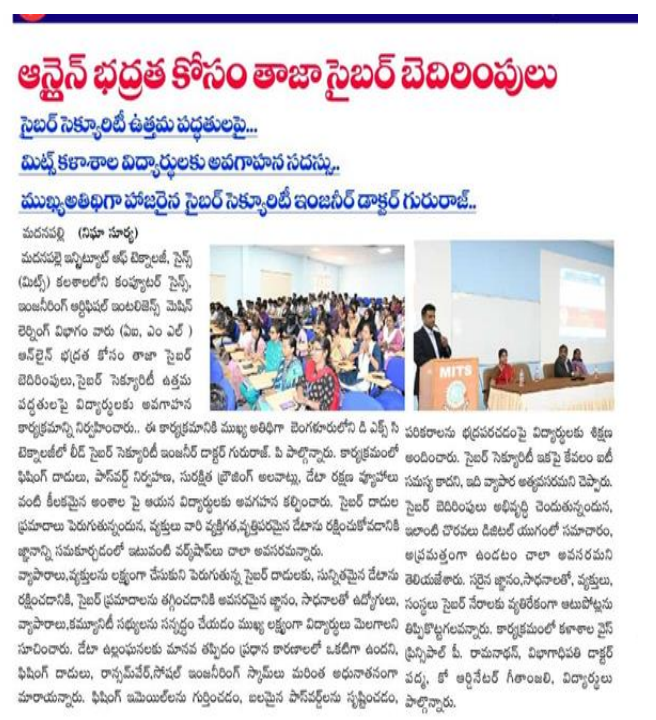 ఆన్లైన్ భద్రత కోసం తాజా సైబర్ బెదిరింపులు
సైబర్ సెక్యూరిటీ ఉత్తమ పద్ధతులపై...
మిట్స్ కళాశాల విద్యార్థులకు అవగాహన సదస్సు..
ముఖ్యఅతిథిగా హాజరైన సైబర్ సెక్యూరిటీ ఇంజనీర్ డాక్టర్ గురురాజ్..
మదనపల్లి (నిఘా సూర్య)
మదనపల్లె ఇన్స్టిట్యూట్ ఆఫ్ టెక్నాలజీ, సైన్స్
(మిట్స్) కలశాలలోని కంప్యూటర్ సైన్స్,
ఇంజనీరింగ్ ఆర్టిఫిషల్ ఇంటలిజెన్స్ మెషిన్
లెర్నింగ్ విభాగం వారు (ఏఐ, ఎం ఎల్ )
ఆన్‌లైన్ భద్రత కోసం తాజా సైబర్
బెదిరింపులు,సైబర్ సెక్యూరిటీ ఉత్తమ
పద్ధతులపై విద్యార్థులకు అవగాహన
కార్యక్రమాన్ని నిర్వహించారు.. ఈ కార్యక్రమానికి ముఖ్య అతిథిగా బెంగళూరులోని డి ఎక్స్ సి
టెక్నాలజీలో లీడ్ సైబర్ సెక్యూరిటీ ఇంజనీర్ డాక్టర్ గురురాజ్. పి పాల్గొన్నారు. కార్యక్రమంలో
ఫిషింగ్ దాడులు, పాస్‌వర్డ్ నిర్వహణ, సురక్షిత బ్రౌజింగ్ అలవాట్లు, డేటా రక్షణ వ్యూహాలు
వంటి కీలకమైన అంశాల పై ఆయన విద్యార్థులకు అవగహన కల్పించారు. సైబర్ దాడుల
ప్రమాదాలు పెరుగుతున్నందున, వ్యక్తులు వారి వ్యక్తిగత,వృత్తిపరమైన డేటాను రక్షించుకోవడానికి
జ్ఞానాన్ని సమకూర్చడంలో ఇటువంటి వర్క్‌షాప్‌లు చాలా అవసరమన్నారు.
వ్యాపారాలు,వ్యక్తులను లక్ష్యంగా చేసుకుని పెరుగుతున్న సైబర్ దాడులకు, సున్నితమైన డేటాను
రక్షించడానికి, సైబర్ ప్రమాదాలను తగ్గించడానికి అవసరమైన జ్ఞానం, సాధనాలతో ఉద్యోగులు,
వ్యాపారాలు,కమ్యూనిటీ సభ్యులను సన్నద్ధం చేయడం ముఖ్య లక్ష్యంగా విద్యార్థులు మెలగాలని
సూచించారు. డేటా ఉల్లంఘనలకు మానవ తప్పిదం ప్రధాన కారణాలలో ఒకటిగా ఉందని,
ఫిషింగ్ దాడులు, రాన్సమ్‌వేర్,సోషల్ ఇంజనీరింగ్ స్కామ్‌లు మరింత అధునాతనంగా
మారాయన్నారు. ఫిషింగ్ ఇమెయిల్‌లను గుర్తించడం, బలమైన పాస్‌వర్డ్‌లను సృష్టించడం,
పరికరాలను భద్రపరచడంపై విద్యార్థులకు శిక్షణ
అందించారు. సైబర్ సెక్యూరిటీ ఇకపై కేవలం ఐటీ
సమస్య కాదని, ఇది వ్యాపార అత్యవసరమని చెప్పారు.
సైబర్ బెదిరింపులు అభివృద్ధి చెందుతున్నందున,
ఇలాంటి చొరవలు డిజిటల్ యుగంలో సమాచారం,
అప్రమత్తంగా ఉండటం చాలా అవసరమని
తెలియజేశారు. సరైన జ్ఞానం,సాధనాలతో, వ్యక్తులు,
సంస్థలు సైబర్ నేరాలకు వ్యతిరేకంగా ఆటుపోట్లను
తిప్పికొట్టగలవన్నారు. కార్యక్రమంలో కళాశాల వైస్
ప్రిన్సిపాల్ పి. రామనాథన్, విభాగాధిపతి డాక్టర్
పద్మ, కో ఆర్డినేటర్ గీతాంజలి, విద్యార్థులు
పాల్గొన్నారు.
MITS